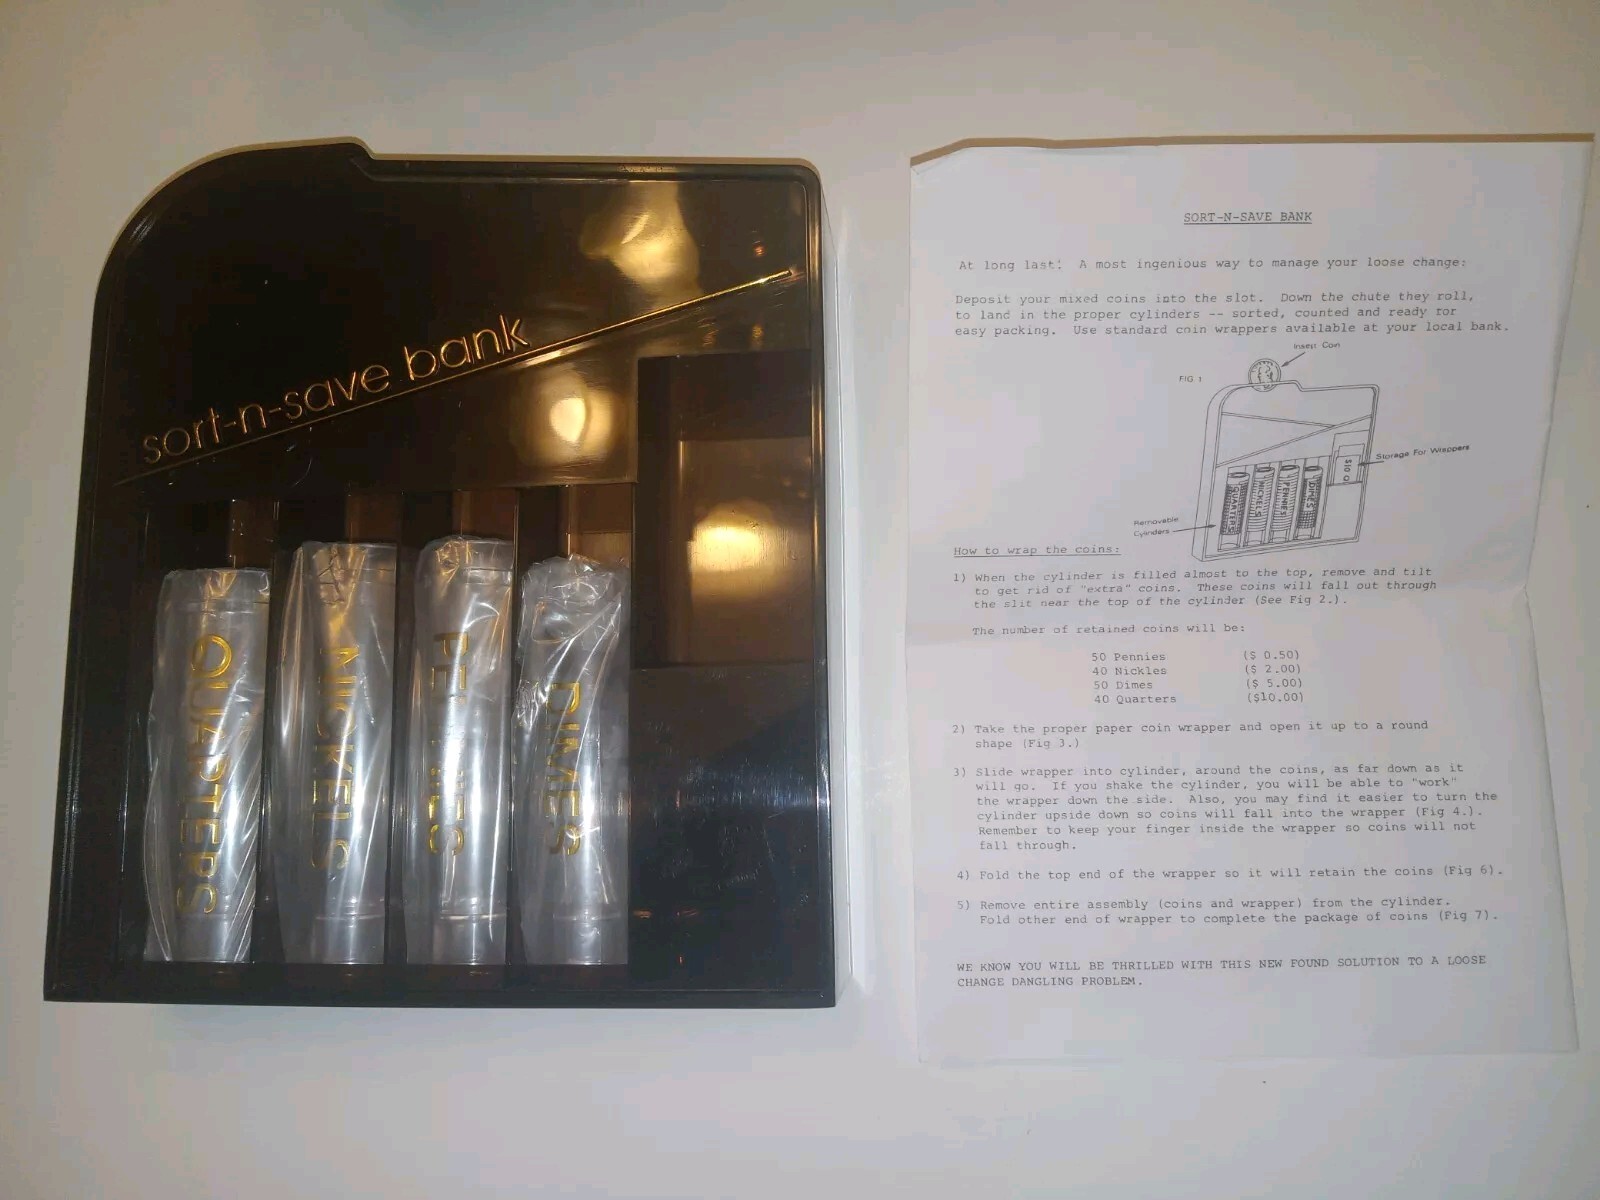 sort-n-save bank
QUARTERS
NICKELS
PENNIES
DIMES
SORT-N-SAVE BANK
At long last! A most ingenious way to manage your loose change:
Deposit your mixed coins into the slot. Down the chute they roll,
to land in the proper cylinders -- sorted, counted and ready for
easy packing. Use standard coin wrappers available at your local bank.
Insert Coin
FIG 1
Storage For Wrappers
$10 Q
QUARTERS
NICKELS
PENNIES
DIMES
Removable
Cylinders
How to wrap the coins:
1) When the cylinder is filled almost to the top, remove and tilt
to get rid of "extra" coins. These coins will fall out through
the slit near the top of the cylinder (See Fig 2.).
The number of retained coins will be:
50 Pennies ($ 0.50)
40 Nickles ($ 2.00)
50 Dimes ($ 5.00)
40 Quarters ($10.00)
2) Take the proper paper coin wrapper and open it up to a round
shape (Fig 3.)
3) Slide wrapper into cylinder, around the coins, as far down as it
will go. If you shake the cylinder, you will be able to "work"
the wrapper down the side. Also, you may find it easier to turn the
cylinder upside down so coins will fall into the wrapper (Fig 4.).
Remember to keep your finger inside the wrapper so coins will not
fall through.
4) Fold the top end of the wrapper so it will retain the coins (Fig 6).
5) Remove entire assembly (coins and wrapper) from the cylinder.
Fold other end of wrapper to complete the package of coins (Fig 7).
WE KNOW YOU WILL BE THRILLED WITH THIS NEW FOUND SOLUTION TO A LOOSE
CHANGE DANGLING PROBLEM.